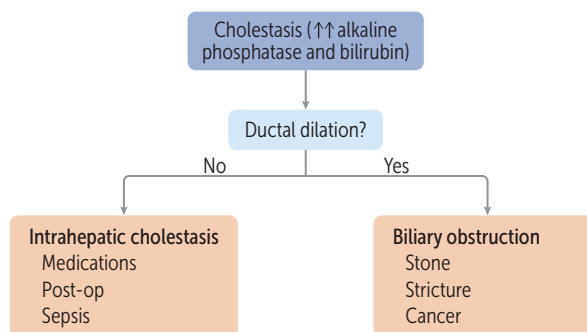 Cholestasis (↑↑ alkaline
phosphatase and bilirubin)
Ductal dilation?
No
Yes
Intrahepatic cholestasis
Medications
Post-op
Sepsis
Biliary obstruction
Stone
Stricture
Cancer